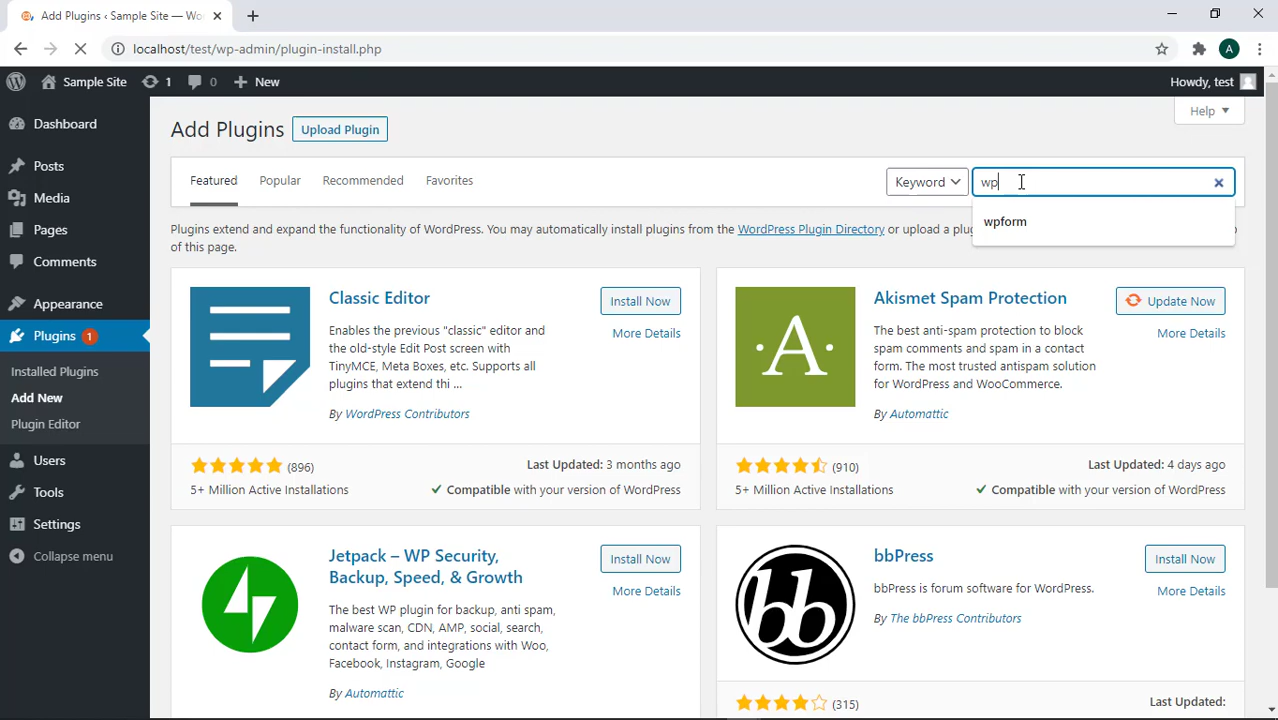 Add Plugins ‹ Sample Site — Wo
localhost/test/wp-admin/plugin-install.php
A
Sample Site
1
0
New
Howdy, test
Dashboard
Posts
Media
Pages
Comments
Appearance
Plugins 1
Installed Plugins
Add New
Plugin Editor
Users
Tools
Settings
Collapse menu
Help
Add Plugins
Upload Plugin
Featured
Popular
Recommended
Favorites
Keyword
wp
wpform
Plugins extend and expand the functionality of WordPress. You may automatically install plugins from the WordPress Plugin Directory or upload a plu
of this page.
Classic Editor
Install Now
More Details
Enables the previous "classic" editor and
the old-style Edit Post screen with
TinyMCE, Meta Boxes, etc. Supports all
plugins that extend thi ...
By WordPress Contributors
(896)
Last Updated: 3 months ago
5+ Million Active Installations
Compatible with your version of WordPress
Akismet Spam Protection
Update Now
More Details
The best anti-spam protection to block
spam comments and spam in a contact
form. The most trusted antispam solution
for WordPress and WooCommerce.
By Automattic
·A·
(910)
Last Updated: 4 days ago
5+ Million Active Installations
Compatible with your version of WordPress
Jetpack – WP Security,
Backup, Speed, & Growth
Install Now
More Details
The best WP plugin for backup, anti spam,
malware scan, CDN, AMP, social, search,
contact form, and integrations with Woo,
Facebook, Instagram, Google
By Automattic
bbPress
Install Now
More Details
bbPress is forum software for WordPress.
By The bbPress Contributors
bb
(315)
Last Updated: